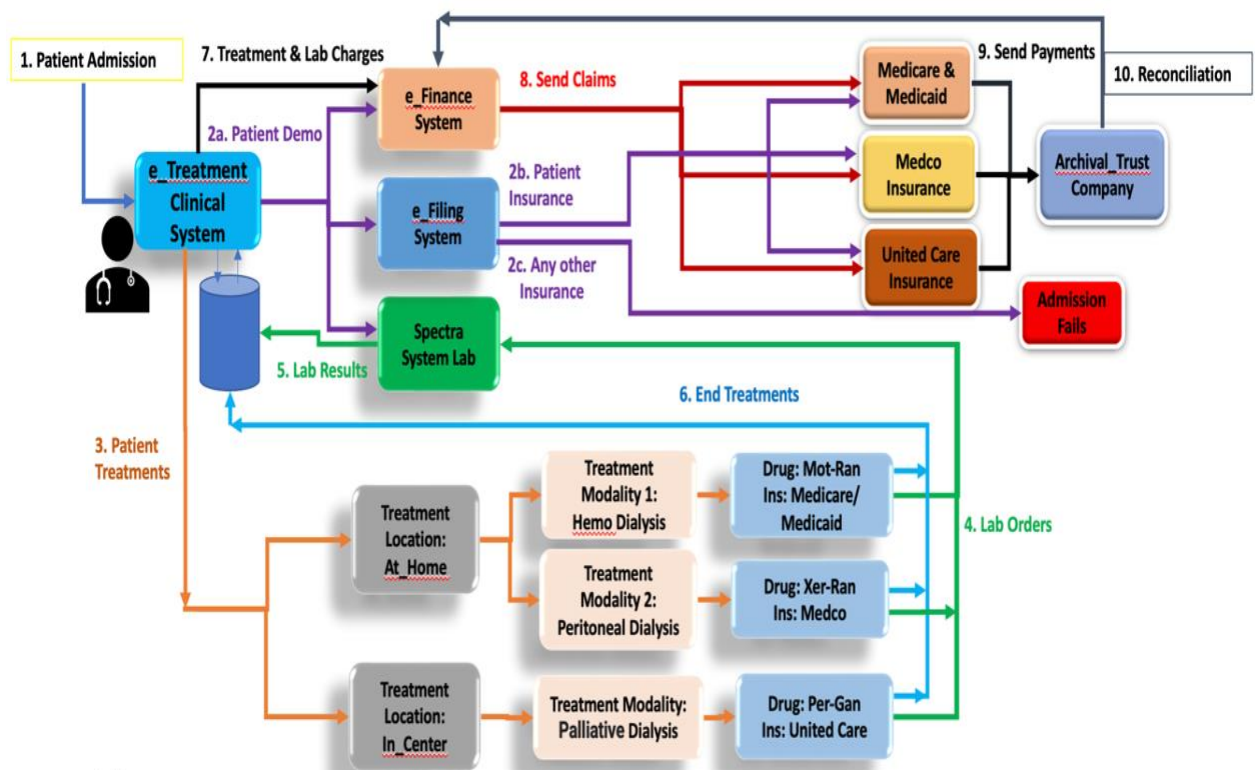 1. Patient Admission
7. Treatment & Lab Charges
e_Finance
System
8. Send Claims
Medicare &
Medicaid
9. Send Payments
10. Reconciliation
2a. Patient Demo
e_Treatment
Clinical
System
e_Filing
System
2b. Patient
Insurance
Medco
Insurance
Archival_Trust
Company
2c. Any other
Insurance
United Care
Insurance
Admission
Fails
Spectra
System Lab
5. Lab Results
6. End Treatments
3. Patient
Treatments
Treatment
Location:
At_Home
Treatment
Modality 1:
Hemo Dialysis
Drug: Mot-Ran
Ins: Medicare/
Medicaid
4. Lab Orders
Treatment
Modality 2:
Peritoneal Dialysis
Drug: Xer-Ran
Ins: Medco
Treatment
Location:
In_Center
Treatment Modality:
Palliative Dialysis
Drug: Per-Gan
Ins: United Care